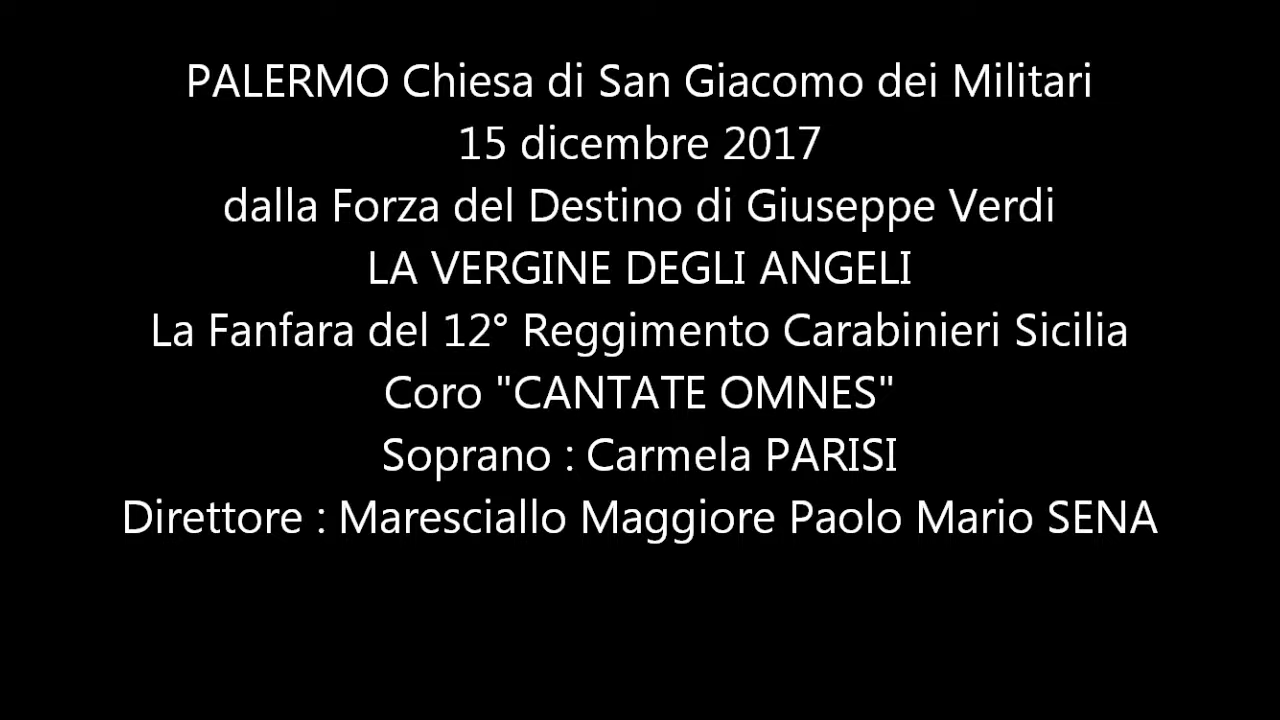 PALERMO Chiesa di San Giacomo dei Militari
15 dicembre 2017
dalla Forza del Destino di Giuseppe Verdi
LA VERGINE DEGLI ANGELI
La Fanfara del 12° Reggimento Carabinieri Sicilia
Coro "CANTATE OMNES"
Soprano : Carmela PARISI
Direttore : Maresciallo Maggiore Paolo Mario SENA